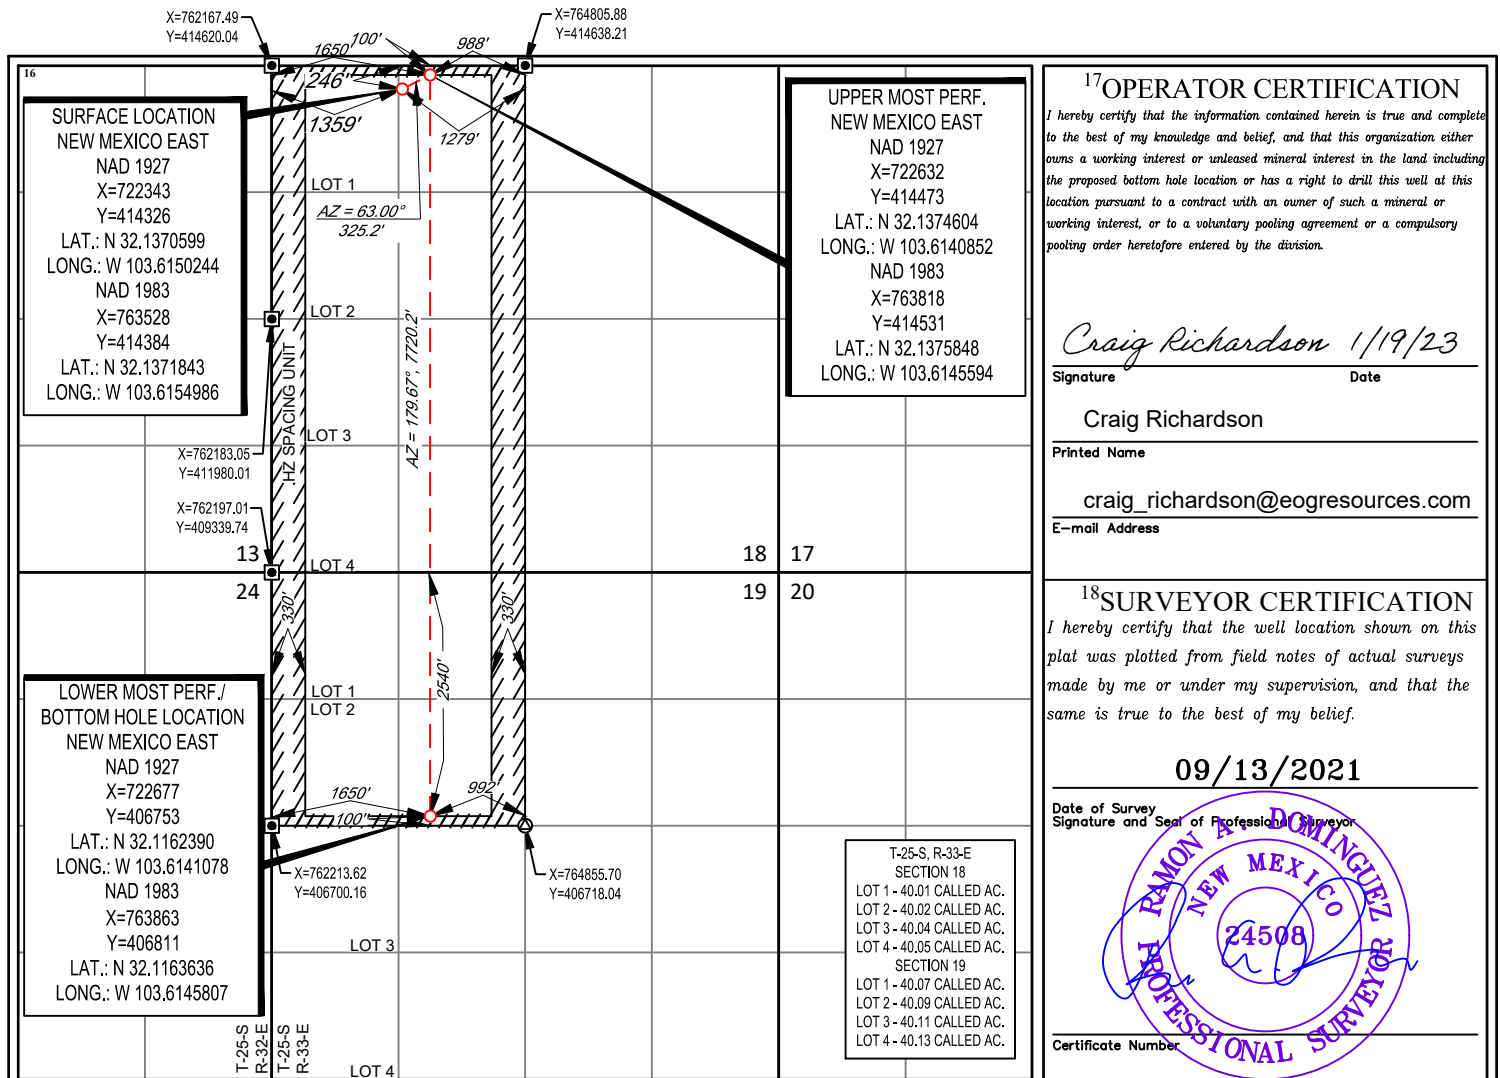 X=762167.49
Y=414620.04
X=764805.88
Y=414638.21
16
1650'
100'
988'
246'
1359'
1279'
SURFACE LOCATION
NEW MEXICO EAST
NAD 1927
X=722343
Y=414326
LAT.: N 32.1370599
LONG.: W 103.6150244
NAD 1983
X=763528
Y=414384
LAT.: N 32.1371843
LONG.: W 103.6154986
UPPER MOST PERF.
NEW MEXICO EAST
NAD 1927
X=722632
Y=414473
LAT.: N 32.1374604
LONG.: W 103.6140852
NAD 1983
X=763818
Y=414531
LAT.: N 32.1375848
LONG.: W 103.6145594
LOT 1
AZ = 63.00°
325.2'
LOT 2
HZ SPACING UNIT
AZ = 179.67°, 7720.2'
LOT 3
X=762183.05
Y=411980.01
X=762197.01
Y=409339.74
13
LOT 4
18
17
24
19
20
330'
330'
2540'
LOT 1
LOT 2
LOWER MOST PERF./
BOTTOM HOLE LOCATION
NEW MEXICO EAST
NAD 1927
X=722677
Y=406753
LAT.: N 32.1162390
LONG.: W 103.6141078
NAD 1983
X=763863
Y=406811
LAT.: N 32.1163636
LONG.: W 103.6145807
1650'
992'
100'
X=762213.62
Y=406700.16
X=764855.70
Y=406718.04
LOT 3
LOT 4
T-25-S
R-32-E
T-25-S
R-33-E
T-25-S, R-33-E
SECTION 18
LOT 1 - 40.01 CALLED AC.
LOT 2 - 40.02 CALLED AC.
LOT 3 - 40.04 CALLED AC.
LOT 4 - 40.05 CALLED AC.
SECTION 19
LOT 1 - 40.07 CALLED AC.
LOT 2 - 40.09 CALLED AC.
LOT 3 - 40.11 CALLED AC.
LOT 4 - 40.13 CALLED AC.
17OPERATOR CERTIFICATION
I hereby certify that the information contained herein is true and complete
to the best of my knowledge and belief, and that this organization either
owns a working interest or unleased mineral interest in the land including
the proposed bottom hole location or has a right to drill this well at this
location pursuant to a contract with an owner of such a mineral or
working interest, or to a voluntary pooling agreement or a compulsory
pooling order heretofore entered by the division.
Craig Richardson 1/19/23
Signature Date
Craig Richardson
Printed Name
craig_richardson@eogresources.com
E-mail Address
18SURVEYOR CERTIFICATION
I hereby certify that the well location shown on this
plat was plotted from field notes of actual surveys
made by me or under my supervision, and that the
same is true to the best of my belief.
09/13/2021
Date of Survey
Signature and Seal of Professional Surveyor
RAMON A. DOMINGUEZ
NEW MEXICO
24508
PROFESSIONAL SURVEYOR
Certificate Number